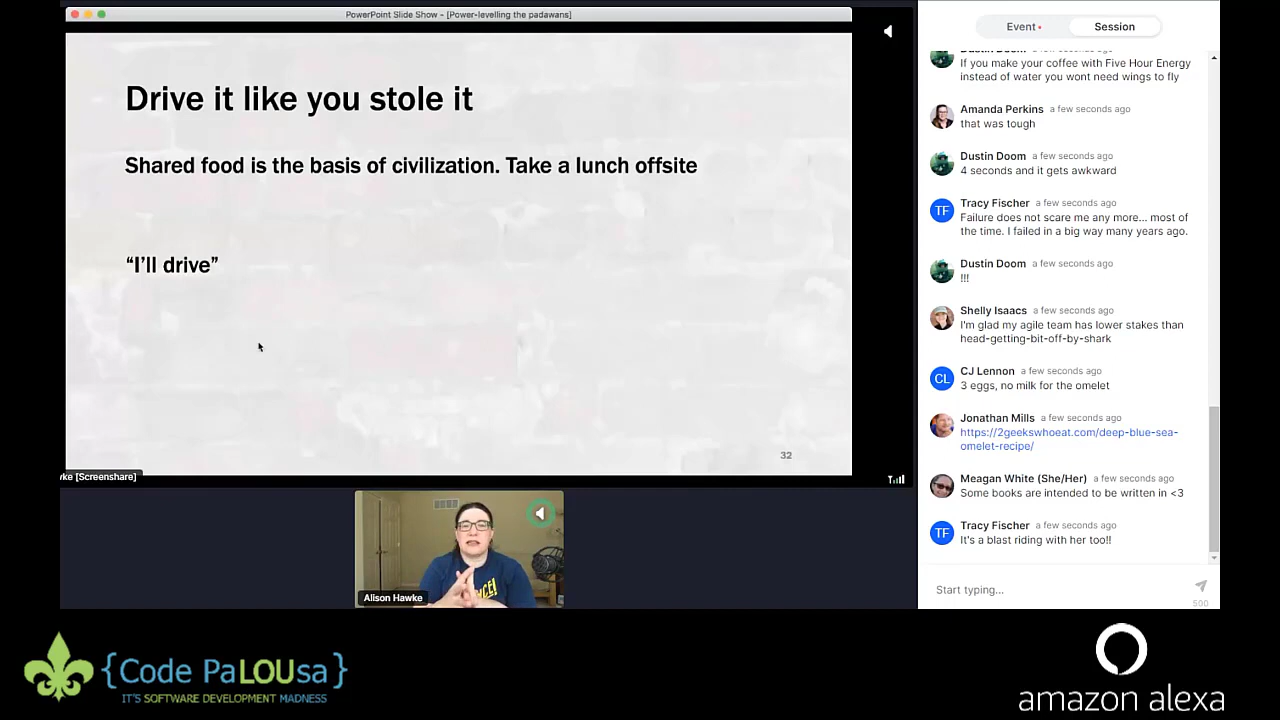 PowerPoint Slide Show - [Power-levelling the padawans]
Drive it like you stole it
Shared food is the basis of civilization. Take a lunch offsite
“I’ll drive”
32
[Screenshare]
Alison Hawke
Event
Session
Dustin Doom a few seconds ago
If you make your coffee with Five Hour Energy
instead of water you wont need wings to fly
Amanda Perkins a few seconds ago
that was tough
Dustin Doom a few seconds ago
4 seconds and it gets awkward
TF
Tracy Fischer a few seconds ago
Failure does not scare me any more... most of
the time. I failed in a big way many years ago.
Dustin Doom a few seconds ago
!!!
Shelly Isaacs a few seconds ago
I'm glad my agile team has lower stakes than
head-getting-bit-off-by-shark
CL
CJ Lennon a few seconds ago
3 eggs, no milk for the omelet
Jonathan Mills a few seconds ago
https://2geekswhoeat.com/deep-blue-sea-
omelet-recipe/
Meagan White (She/Her) a few seconds ago
Some books are intended to be written in <3
TF
Tracy Fischer a few seconds ago
It's a blast riding with her too!!
Start typing...
500
{Code PaLOUsa}
IT'S SOFTWARE DEVELOPMENT MADNESS
amazon alexa